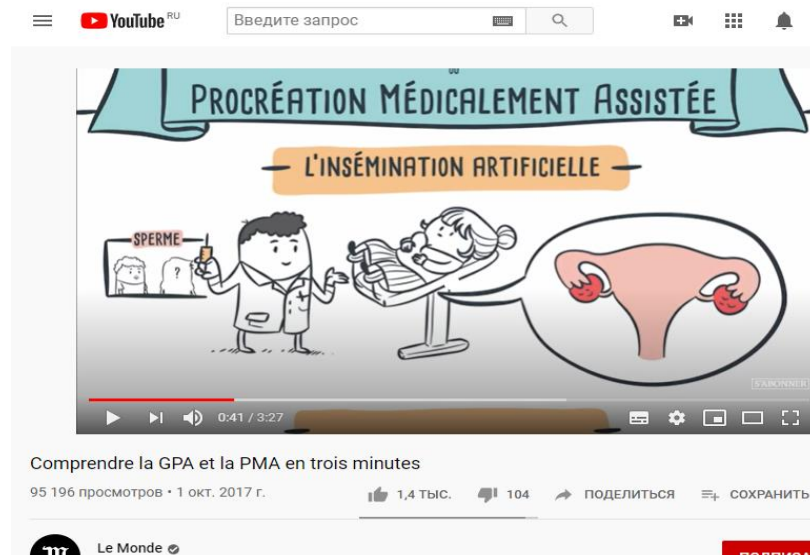 YouTube RU
Введите запрос
PROCRÉATION MÉDICALEMENT ASSISTÉE
L'INSÉMINATION ARTIFICIELLE
SPERME
?
S'ABONNER
0:41 / 3:27
Comprendre la GPA et la PMA en trois minutes
95 196 просмотров • 1 окт. 2017 г.
1,4 ТЫС.
104
ПОДЕЛИТЬСЯ
СОХРАНИТЬ
Le Monde